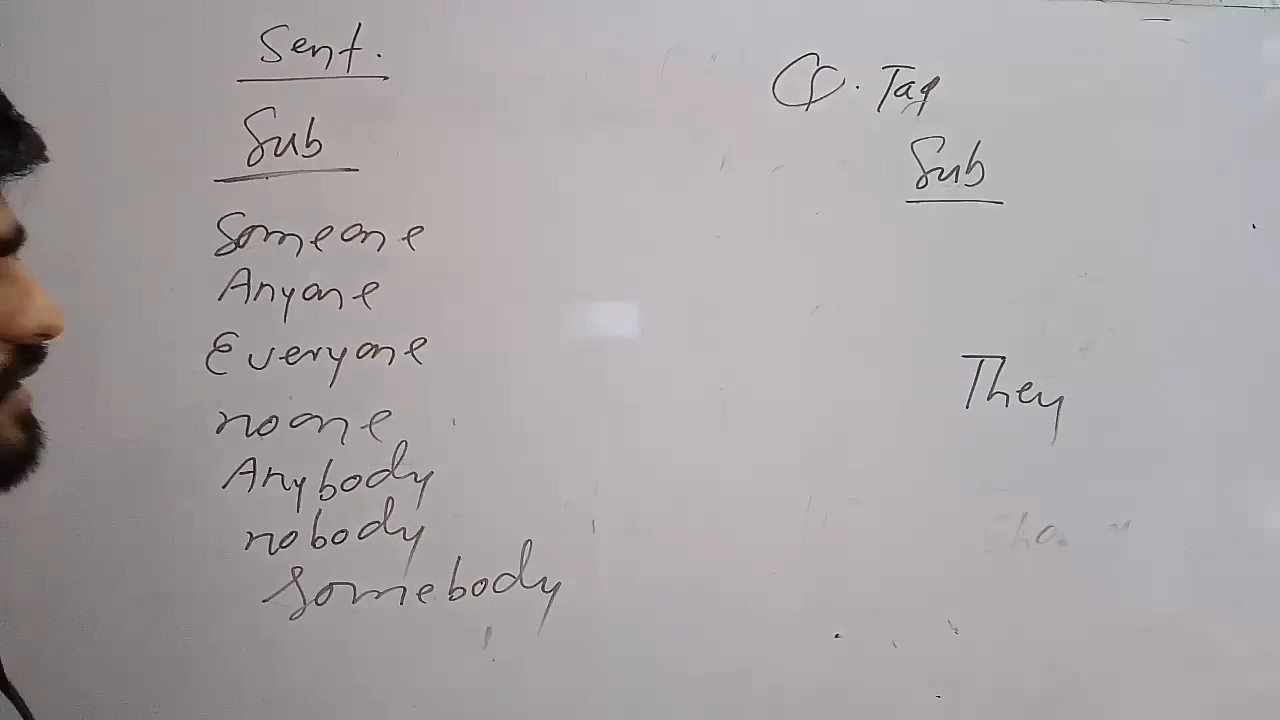 Sent.
Sub
Someone
Anyone
Everyone
noone
Anybody
nobody
Somebody
Q. Tag
Sub
They